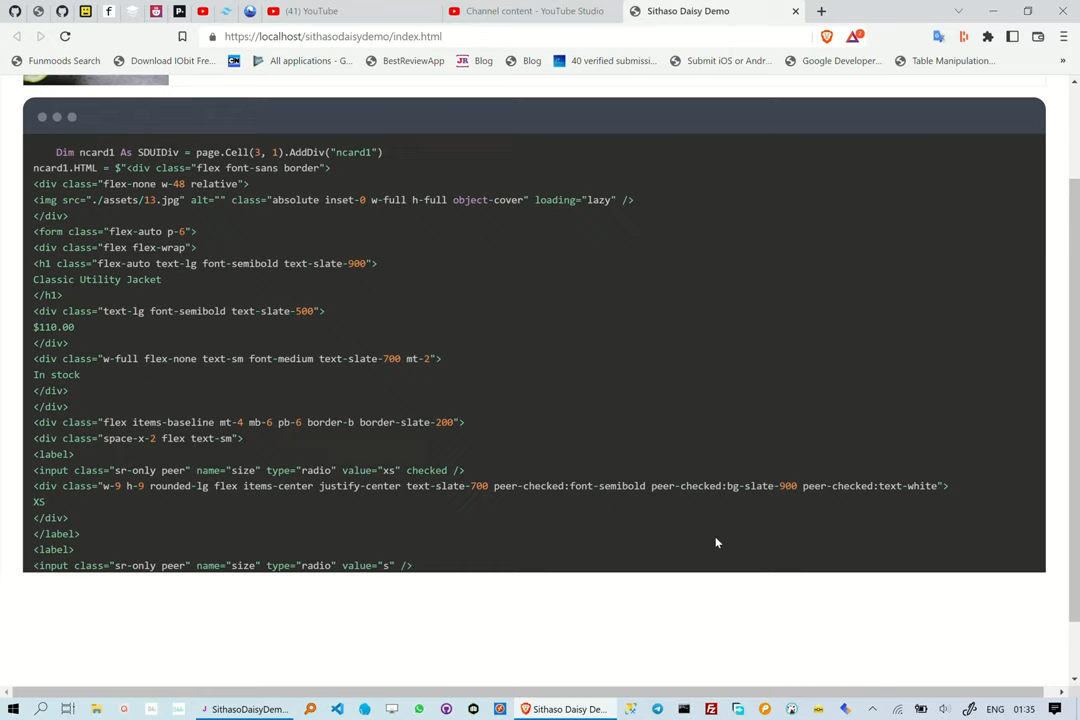 (41) YouTube
Channel content - YouTube Studio
Sithaso Daisy Demo
https://localhost/sithasodaisydemo/index.html
Funmoods Search
Download IObit Fre...
All applications - G...
BestReviewApp
Blog
Blog
40 verified submissi...
Submit iOS or Andr...
Google Developer...
Table Manipulation...
Dim ncard1 As SDUIDiv = page.Cell(3, 1).AddDiv("ncard1")
ncard1.HTML = $"<div class="flex font-sans border">
<div class="flex-none w-48 relative">
<img src="./assets/13.jpg" alt="" class="absolute inset-0 w-full h-full object-cover" loading="lazy" />
</div>
<form class="flex-auto p-6">
<div class="flex flex-wrap">
<h1 class="flex-auto text-lg font-semibold text-slate-900">
Classic Utility Jacket
</h1>
<div class="text-lg font-semibold text-slate-500">
$110.00
</div>
<div class="w-full flex-none text-sm font-medium text-slate-700 mt-2">
In stock
</div>
</div>
<div class="flex items-baseline mt-4 mb-6 pb-6 border-b border-slate-200">
<div class="space-x-2 flex text-sm">
<label>
<input class="sr-only peer" name="size" type="radio" value="xs" checked />
<div class="w-9 h-9 rounded-lg flex items-center justify-center text-slate-700 peer-checked:font-semibold peer-checked:bg-slate-900 peer-checked:text-white">
XS
</div>
</label>
<label>
<input class="sr-only peer" name="size" type="radio" value="s" />
SithasoDaisyDem...
Sithaso Daisy De...
ENG
01:35